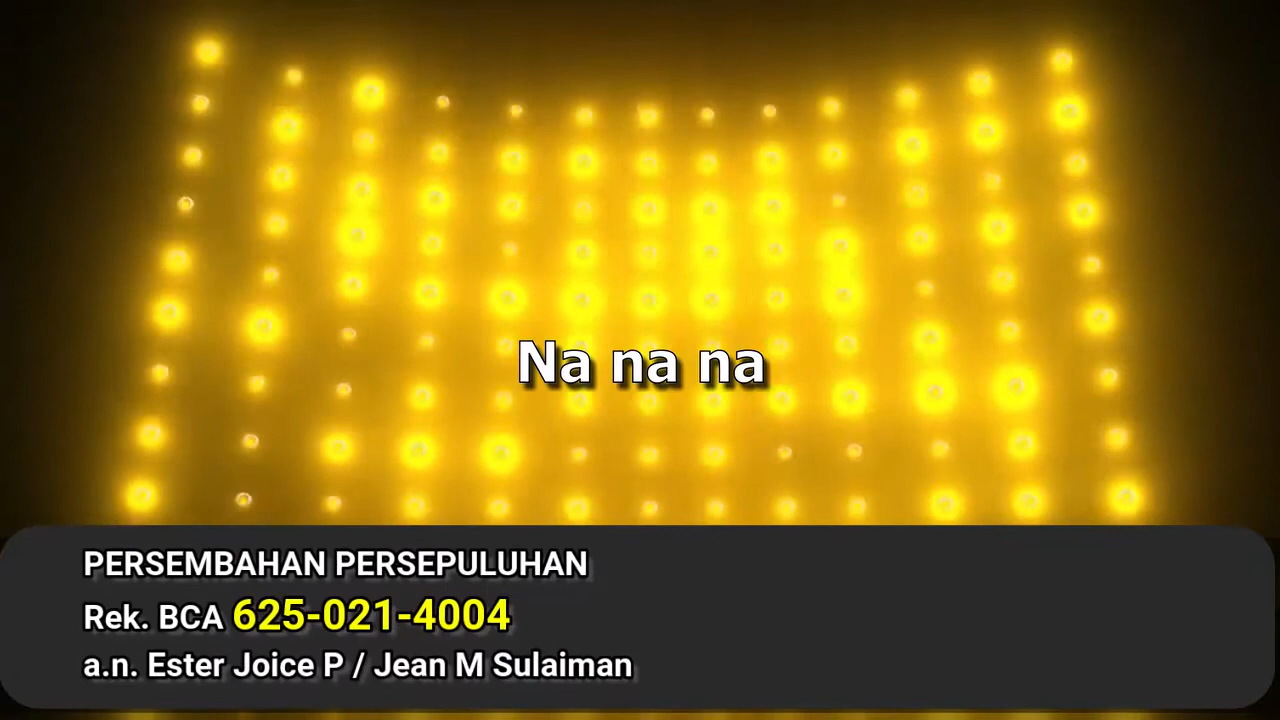 Na na na
PERSEMBAHAN PERSEPULUHAN
Rek. BCA 625-021-4004
a.n. Ester Joice P / Jean M Sulaiman